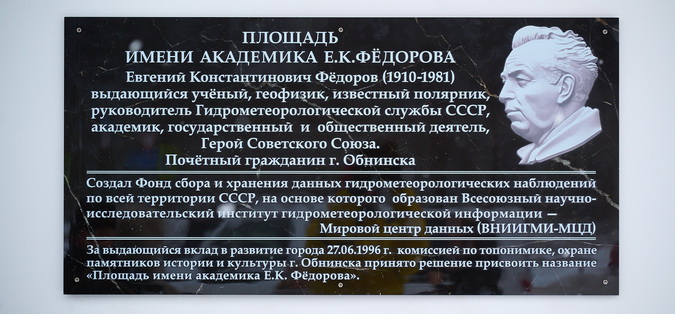 ПЛОЩАДЬ
ИМЕНИ АКАДЕМИКА Е.К.ФЁДОРОВА
Евгений Константинович Фёдоров (1910-1981)
выдающийся учёный, геофизик, известный полярник,
руководитель Гидрометеорологической службы СССР,
академик, государственный и общественный деятель,
Герой Советского Союза.
Почётный гражданин г. Обнинска
Создал Фонд сбора и хранения данных гидрометеорологических наблюдений
по всей территории СССР, на основе которого образован Всесоюзный научно-
исследовательский институт гидрометеорологической информации —
Мировой центр данных (ВНИИГМИ-МЦД)
За выдающийся вклад в развитие города 27.06.1996 г. комиссией по топонимике, охране
памятников истории и культуры г. Обнинска принято решение присвоить название
«Площадь имени академика Е.К. Фёдорова».